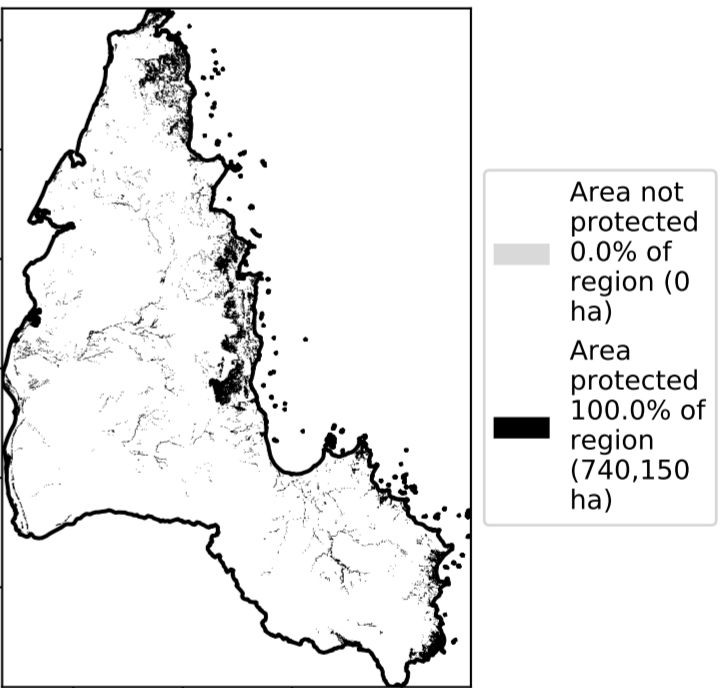 Area not
protected
0.0% of
region (0
ha)
Area
protected
100.0% of
region
(740,150
ha)